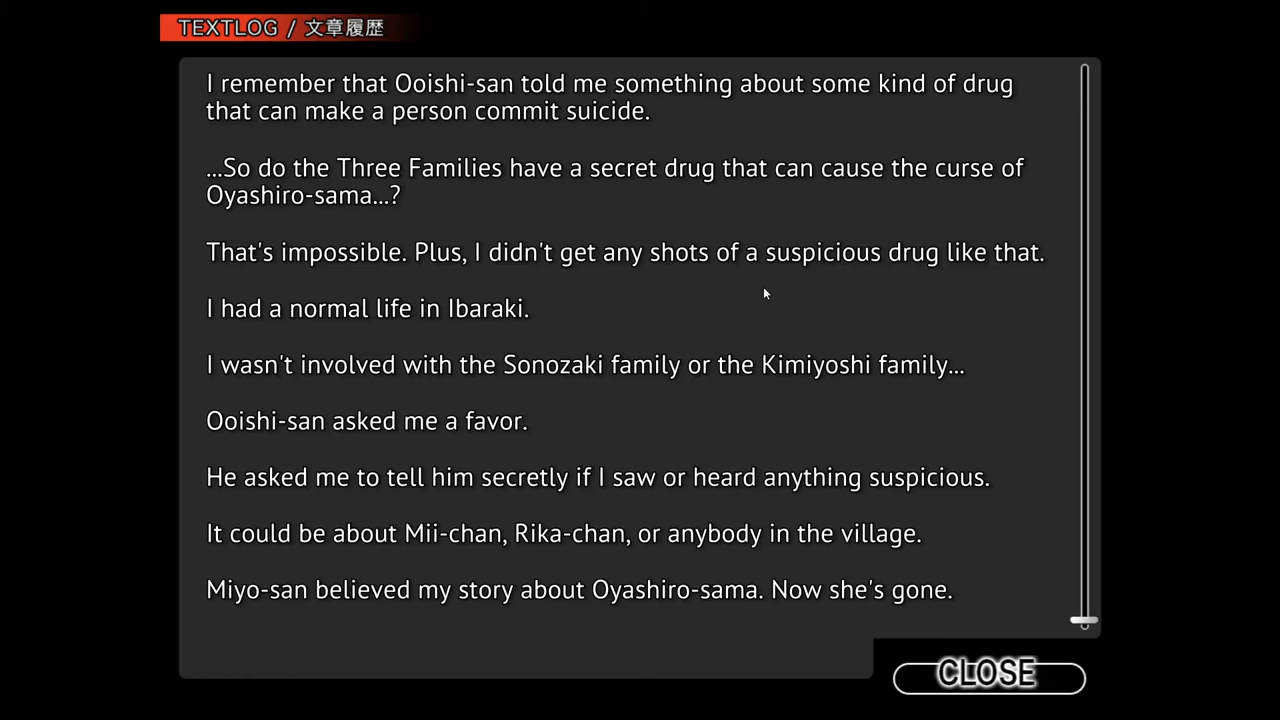 TEXTLOG / 文章履歴
I remember that Ooishi-san told me something about some kind of drug
that can make a person commit suicide.
...So do the Three Families have a secret drug that can cause the curse of
Oyashiro-sama...?
That's impossible. Plus, I didn't get any shots of a suspicious drug like that.
I had a normal life in Ibaraki.
I wasn't involved with the Sonozaki family or the Kimiyoshi family...
Ooishi-san asked me a favor.
He asked me to tell him secretly if I saw or heard anything suspicious.
It could be about Mii-chan, Rika-chan, or anybody in the village.
Miyo-san believed my story about Oyashiro-sama. Now she's gone.
CLOSE